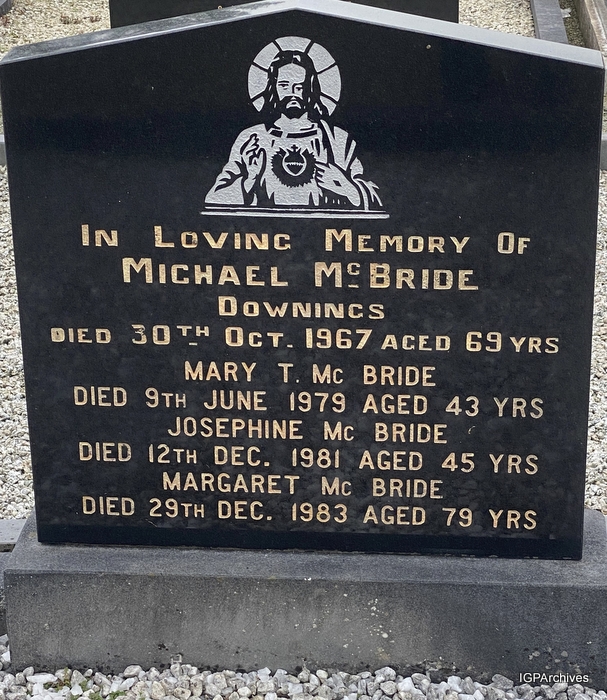 In Loving Memory Of
Michael McBride
Downings
Died 30TH Oct. 1967 aged 69 yrs
MARY T. Mc BRIDE
DIED 9TH JUNE 1979 AGED 43 YRS
JOSEPHINE Mc BRIDE
DIED 12TH DEC. 1981 AGED 45 YRS
MARGARET Mc BRIDE
DIED 29TH DEC. 1983 AGED 79 YRS
IGPArchives